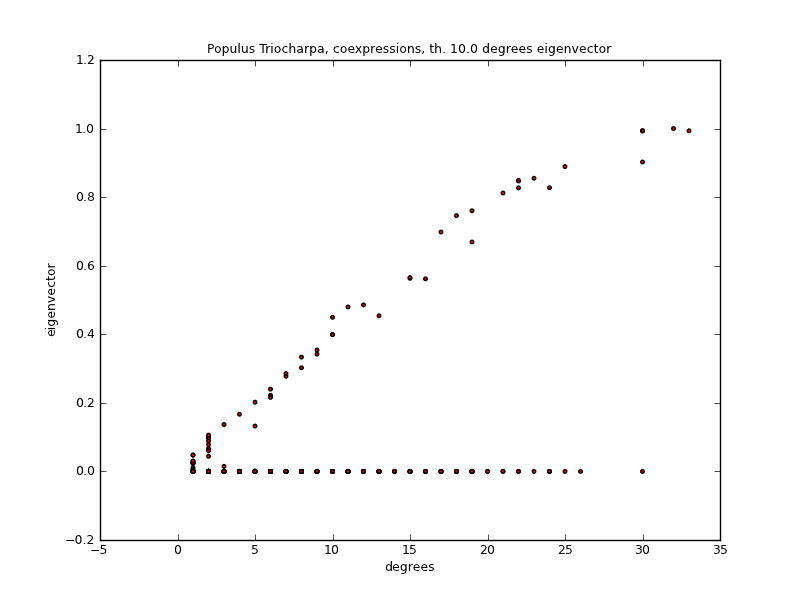 Populus Triocharpa, coexpressions, th. 10.0 degrees eigenvector
1.2
1.0
0.8
0.6
0.4
0.2
0.0
−0.2
eigenvector
−5 0 5 10 15 20 25 30 35
degrees